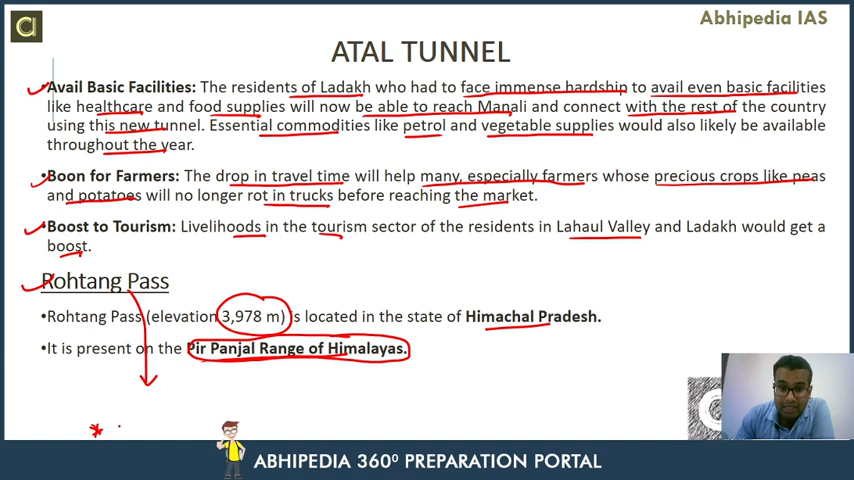 Abhipedia IAS
ATAL TUNNEL
•Avail Basic Facilities: The residents of Ladakh who had to face immense hardship to avail even basic facilities
like healthcare and food supplies will now be able to reach Manali and connect with the rest of the country
using this new tunnel. Essential commodities like petrol and vegetable supplies would also likely be available
throughout the year.
•Boon for Farmers: The drop in travel time will help many, especially farmers whose precious crops like peas
and potatoes will no longer rot in trucks before reaching the market.
•Boost to Tourism: Livelihoods in the tourism sector of the residents in Lahaul Valley and Ladakh would get a
boost.
Rohtang Pass
•Rohtang Pass (elevation 3,978 m) is located in the state of Himachal Pradesh.
•It is present on the Pir Panjal Range of Himalayas.
ABHIPEDIA 360⁰ PREPARATION PORTAL